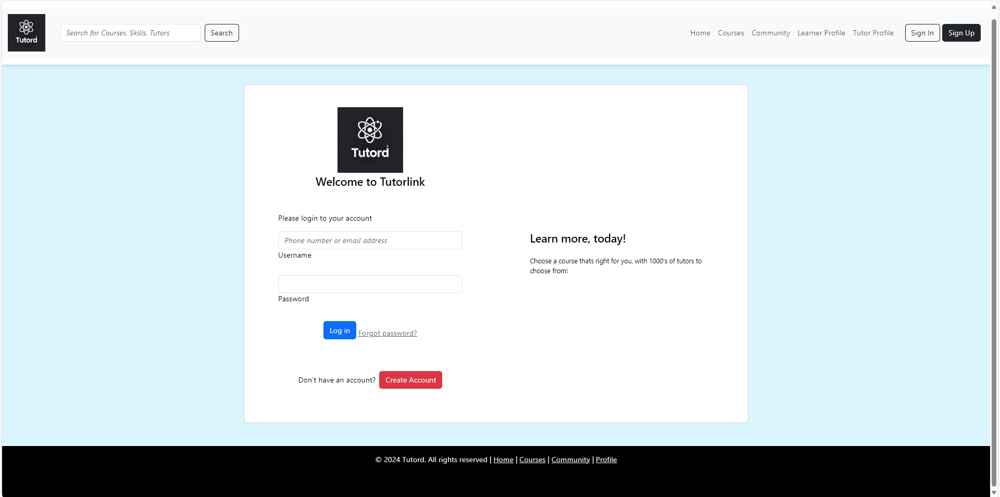 Tutord
Search for Courses, Skills, Tutors
Search
Home
Courses
Community
Learner Profile
Tutor Profile
Sign In
Sign Up
Tutord
Welcome to Tutorlink
Please login to your account
Phone number or email address
Username
Password
Log in
Forgot password?
Don't have an account?
Create Account
Learn more, today!
Choose a course thats right for you, with 1000's of tutors to
choose from!
© 2024 Tutord. All rights reserved | Home | Courses | Community | Profile